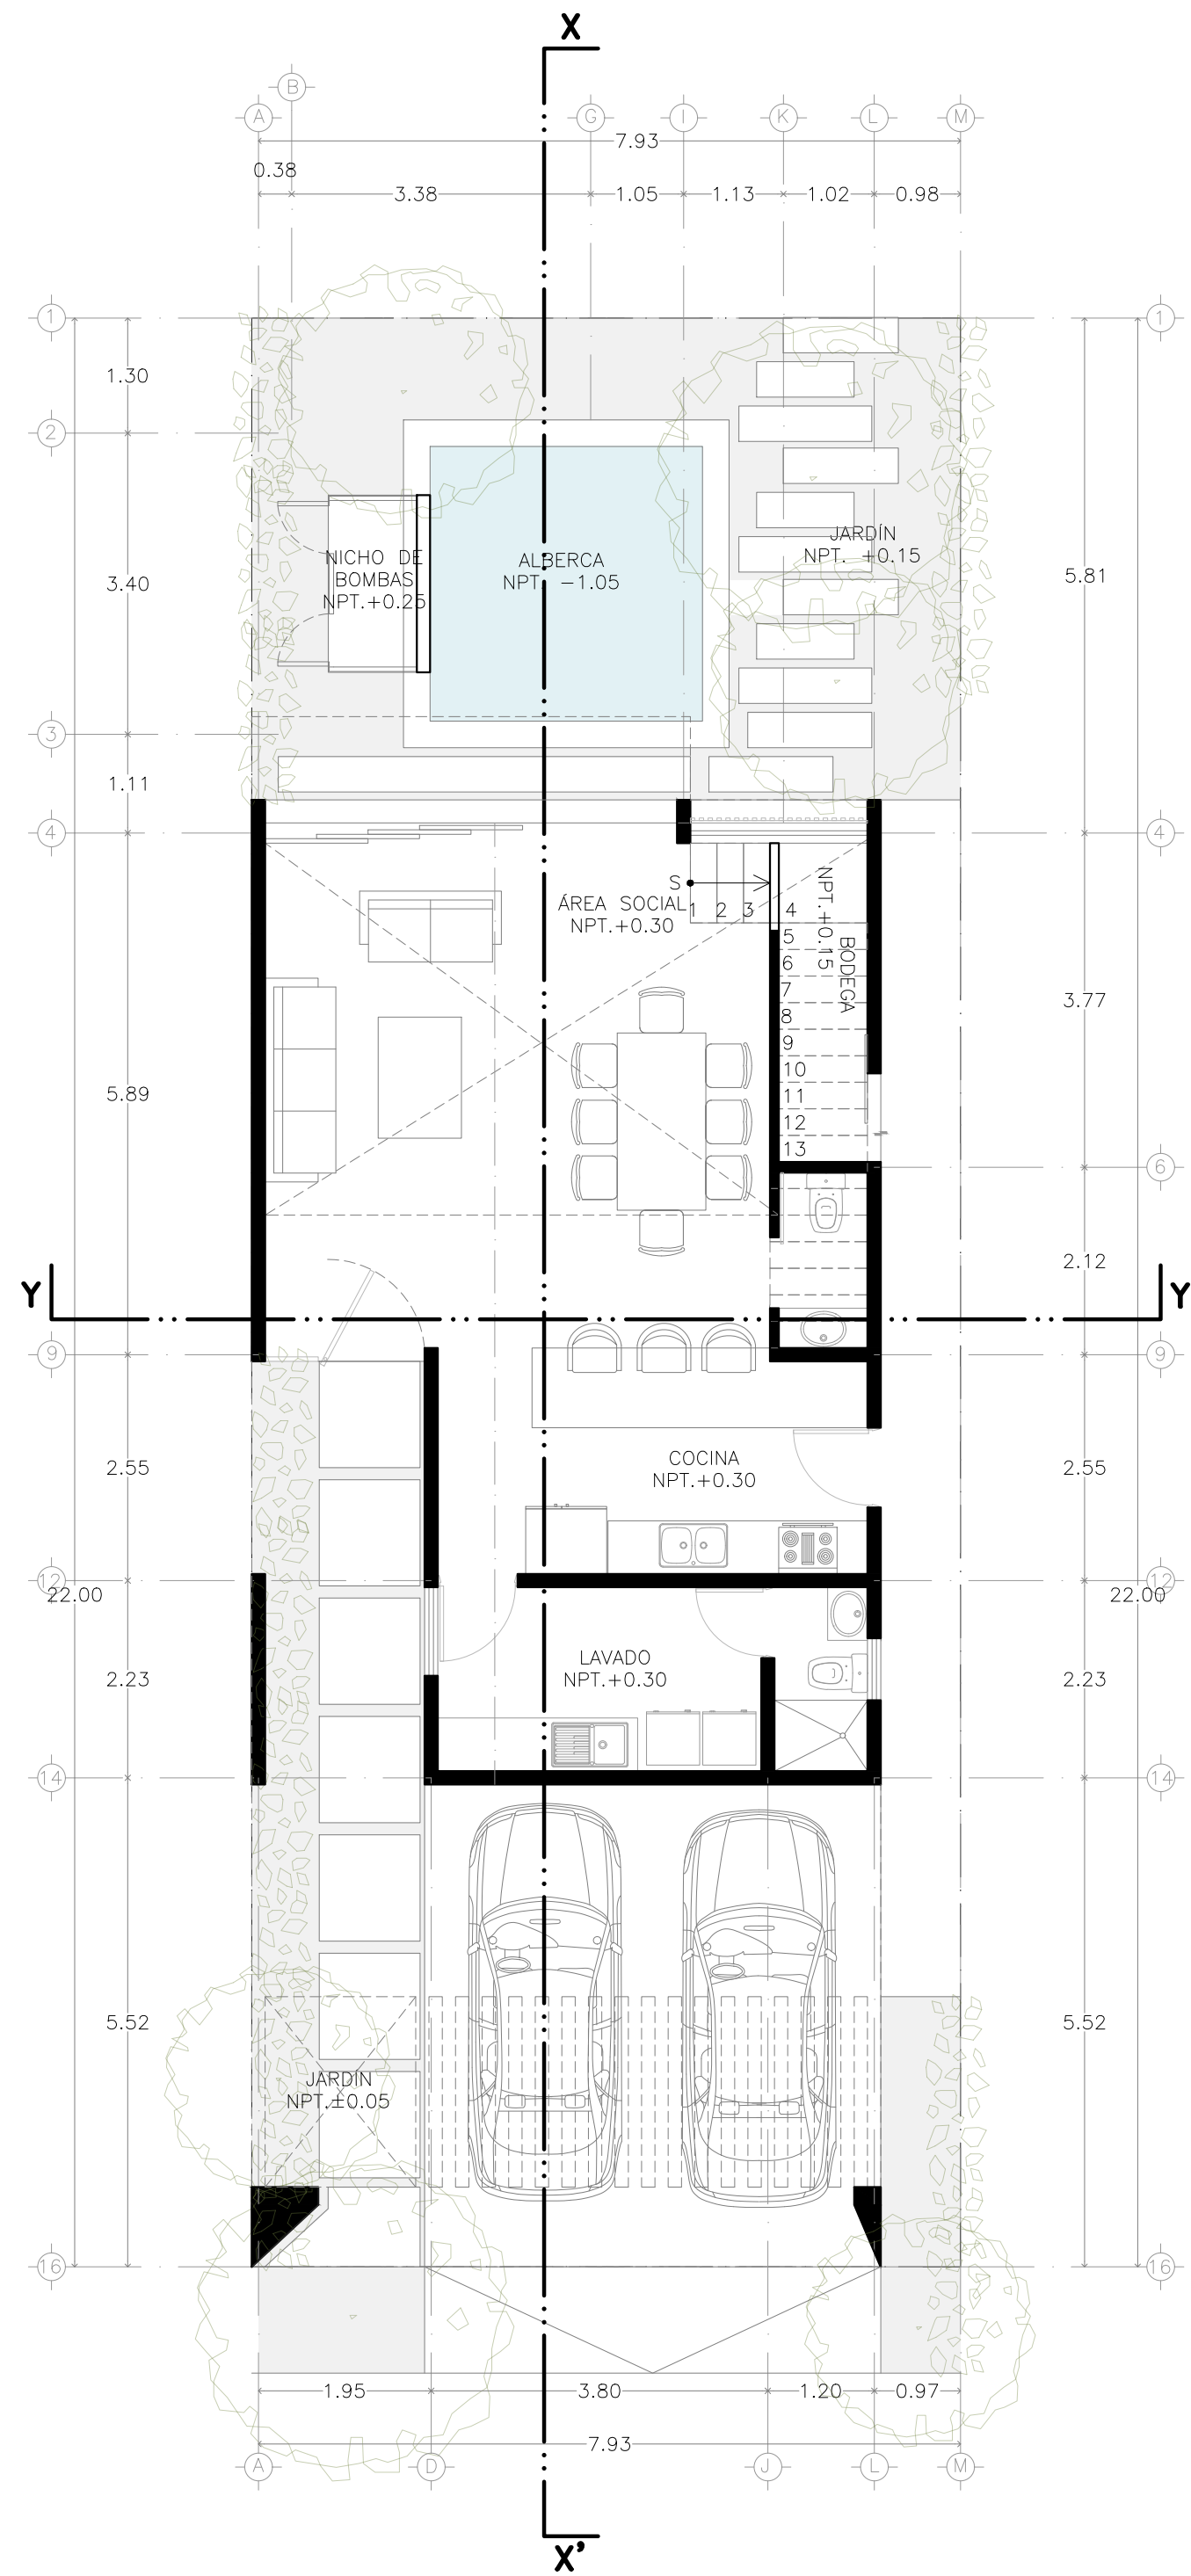 X
B
A
G
I
K
L
M
7.93
0.38
3.38
1.05
1.13
1.02
0.98
1
1
1.30
2
JARDÍN
NPT. +0.15
NICHO DE
BOMBAS
NPT.+0.25
ALBERCA
NPT. -1.05
3.40
5.81
3
1.11
4
4
S
ÁREA SOCIAL
NPT.+0.30
1 2 3 4
5
6
7
8
9
10
11
12
13
NPT.+0.15
BODEGA
3.77
5.89
6
2.12
Y
Y
9
9
COCINA
NPT.+0.30
2.55
2.55
12
12
22.00
22.00
LAVADO
NPT.+0.30
2.23
2.23
14
14
5.52
5.52
JARDÍN
NPT.±0.05
16
16
1.95
3.80
1.20
0.97
7.93
A
D
J
L
M
X'